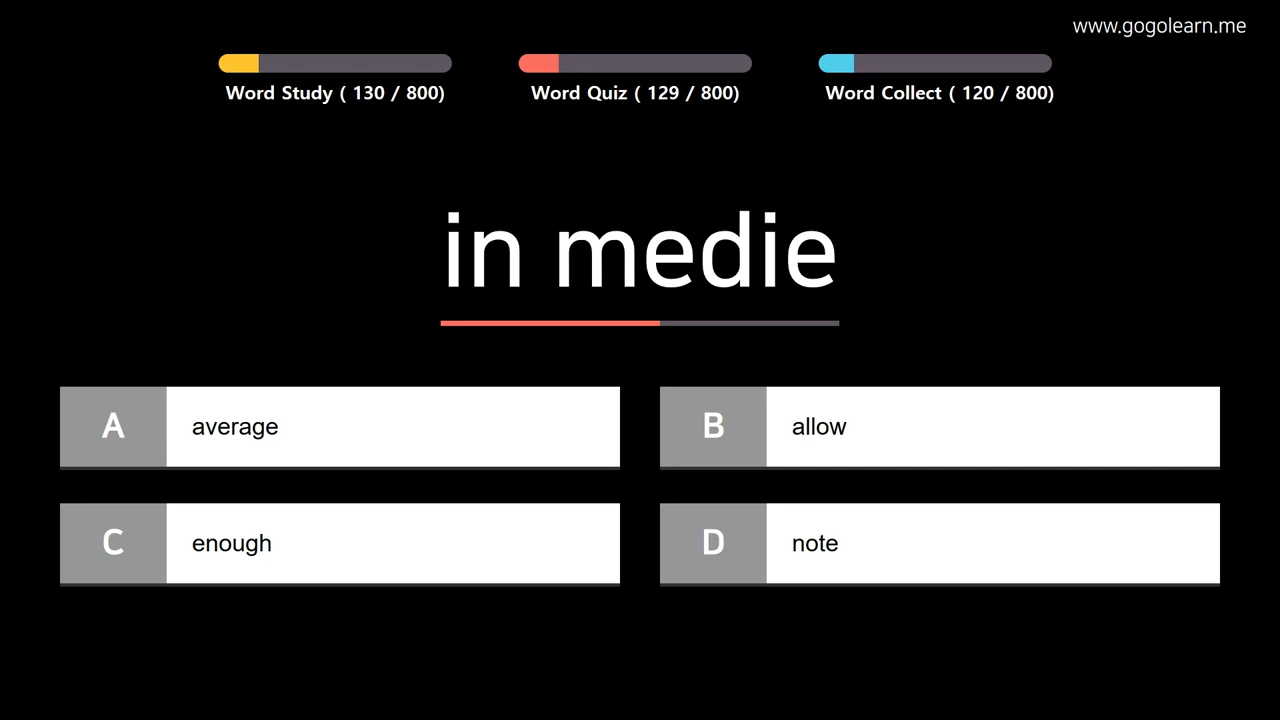 www.gogolearn.me
Word Study ( 130 / 800)
Word Quiz ( 129 / 800)
Word Collect ( 120 / 800)
in medie
A average
B allow
C enough
D note